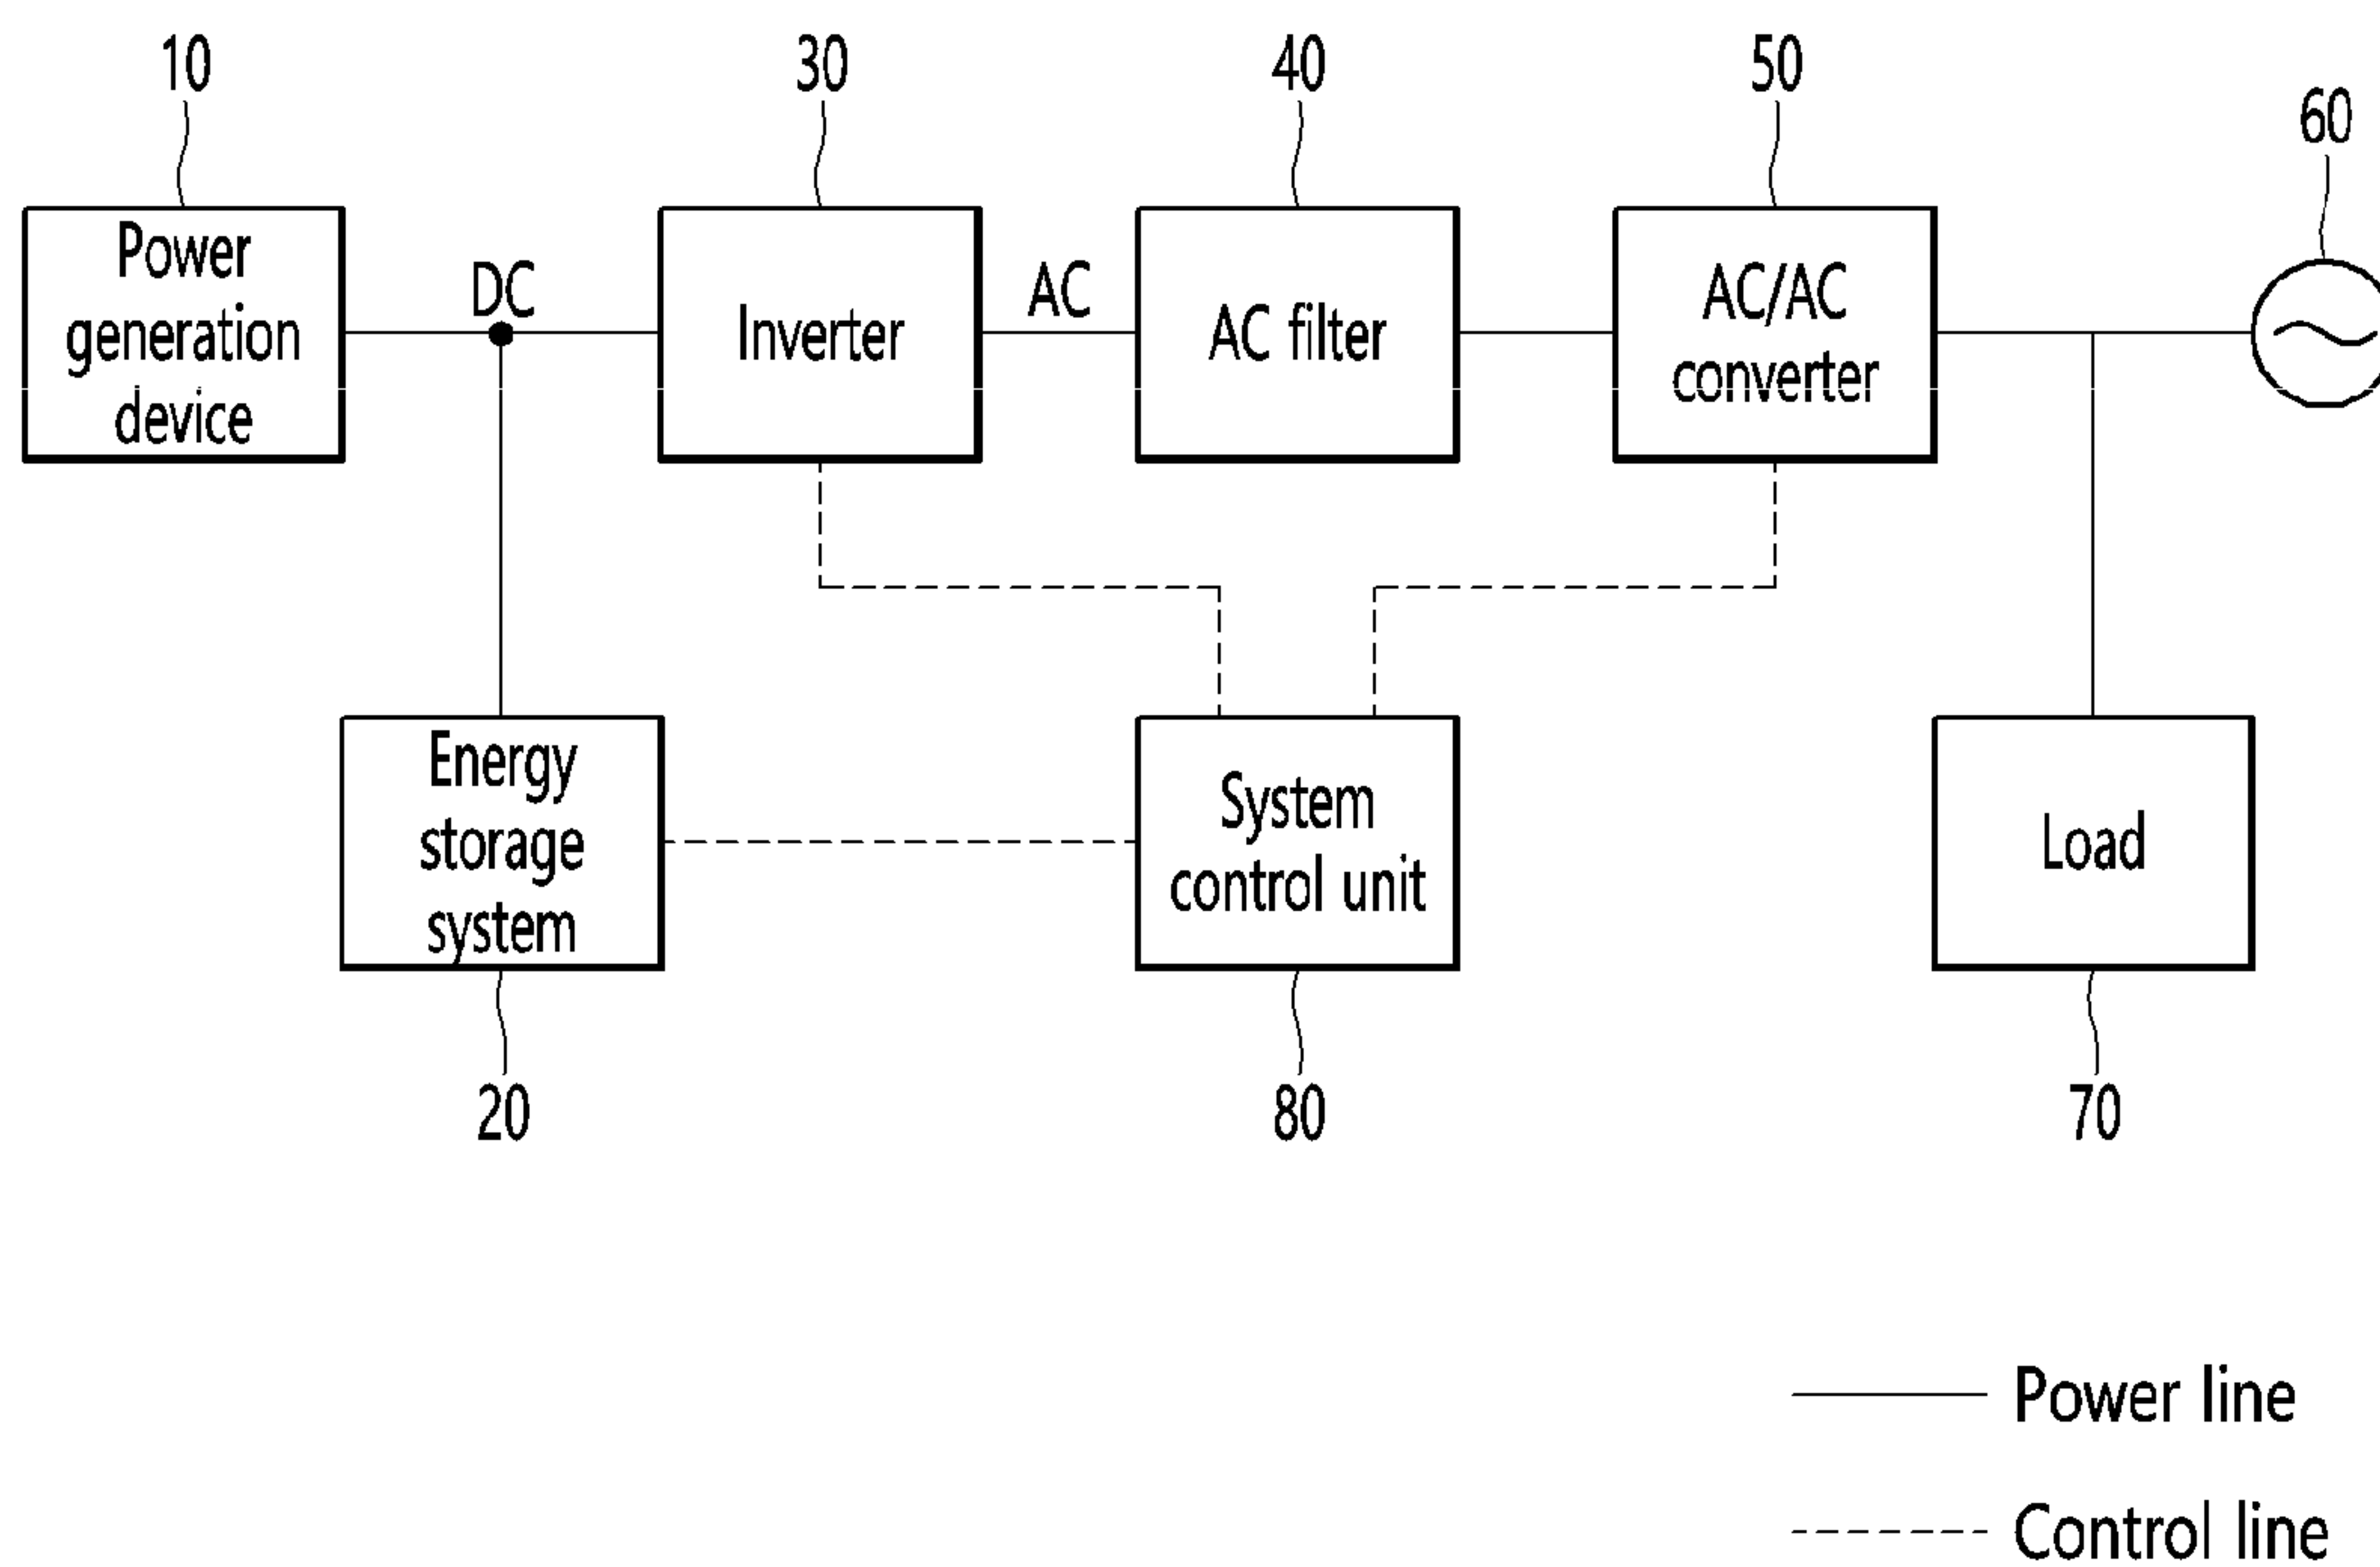 10
30
40
50
60
Power
generation
device
DC
Inverter
AC
AC filter
AC/AC
converter
Energy
storage
system
System
control unit
Load
20
80
70
Power line
Control line